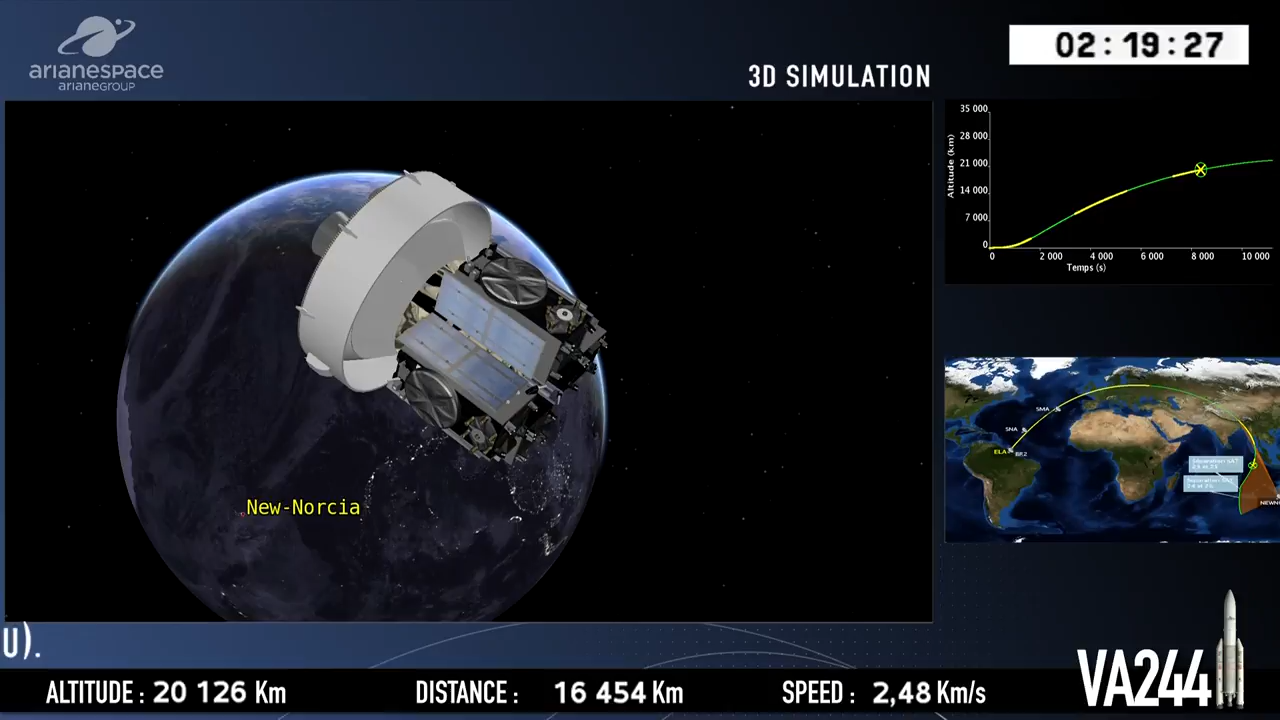 arianespace
arianeGROUP
02:19:27
3D SIMULATION
35 000
28 000
21 000
14 000
7 000
0
Altitude (km)
0 2 000 4 000 6 000 8 000 10 000
Temps (s)
New-Norcia
SMA
SNA
ELA BF2
NEWN
U).
ALTITUDE : 20 126 Km
DISTANCE : 16 454 Km
SPEED : 2,48 Km/s
VA244